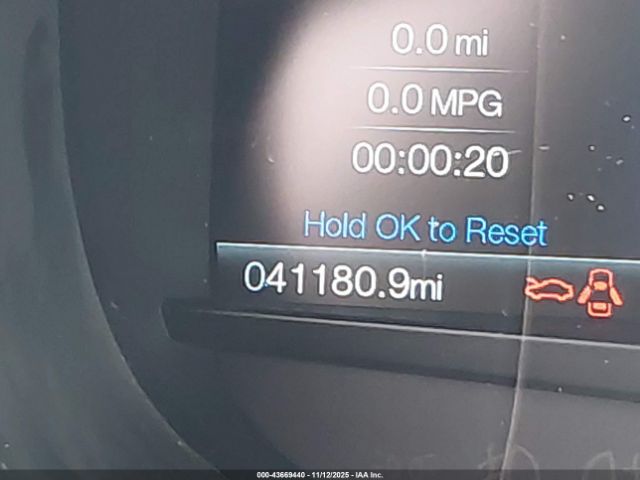 0.0 mi
0.0 MPG
00:00:20
Hold OK to Reset
041180.9mi
000-43669440 - 11/12/2025 - IAA Inc.